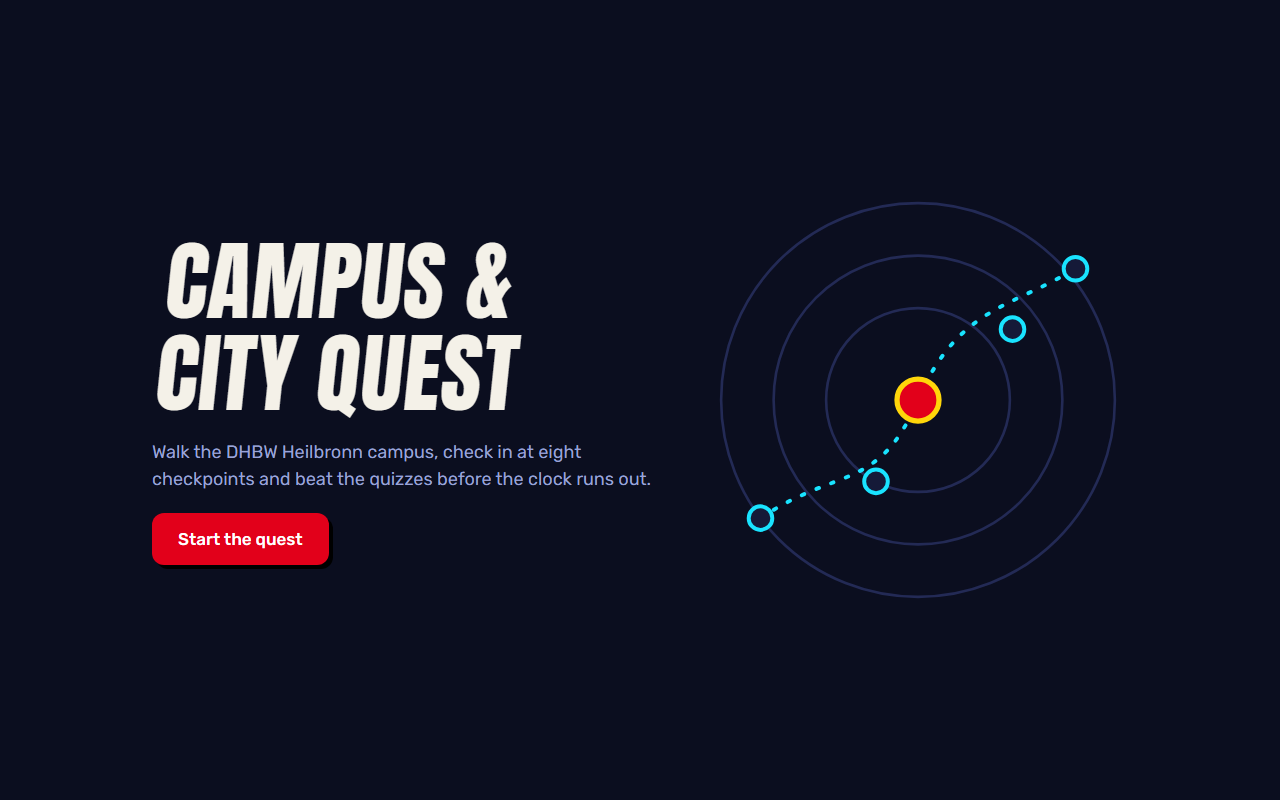 CAMPUS &
CITY QUEST
Walk the DHBW Heilbronn campus, check in at eight
checkpoints and beat the quizzes before the clock runs out.
Start the quest